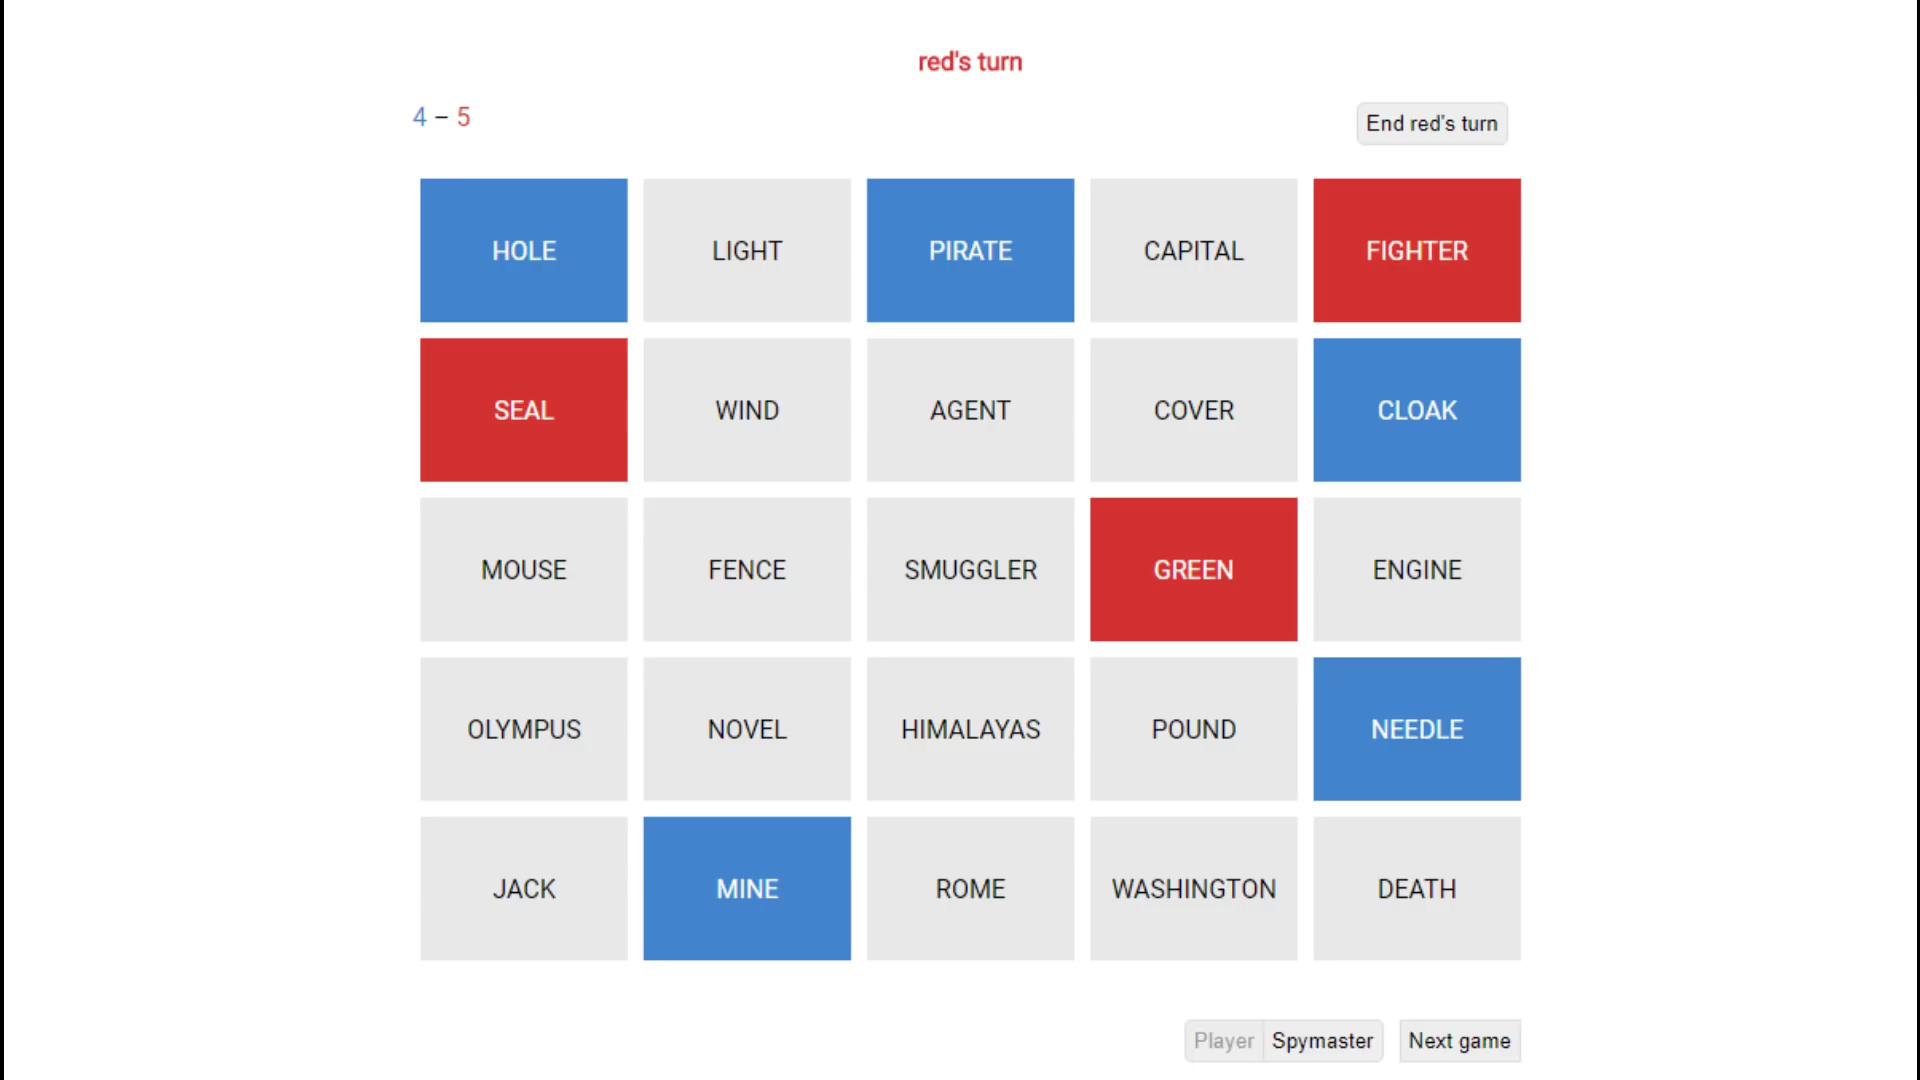 red's turn
4 – 5
End red's turn
HOLE LIGHT PIRATE CAPITAL FIGHTER
SEAL WIND AGENT COVER CLOAK
MOUSE FENCE SMUGGLER GREEN ENGINE
OLYMPUS NOVEL HIMALAYAS POUND NEEDLE
JACK MINE ROME WASHINGTON DEATH
Player Spymaster Next game